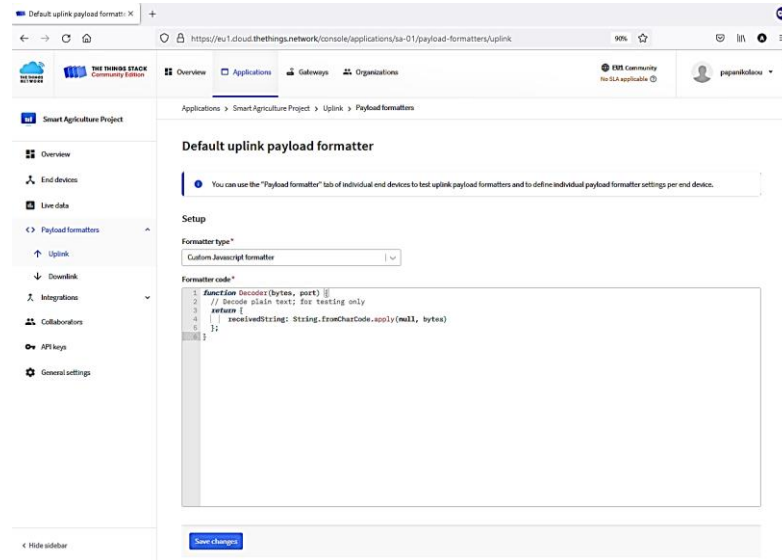 Default uplink payload formatte
https://eu1.cloud.thethings.network/console/applications/sa-01/payload-formatters/uplink
90%
THE THINGS NETWORK
THE THINGS STACK
Community Edition
Overview
Applications
Gateways
Organizations
EU1 Community
No SLA applicable
papanikolaou
Smart Agriculture Project
Applications > Smart Agriculture Project > Uplink > Payload formatters
Overview
End devices
Live data
Payload formatters
Uplink
Downlink
Integrations
Collaborators
API keys
General settings
Default uplink payload formatter
You can use the "Payload formatter" tab of individual end devices to test uplink payload formatters and to define individual payload formatter settings per end device.
Setup
Formatter type*
Custom Javascript formatter
Formatter code*
1 function Decoder(bytes, port) {
2 // Decode plain text; for testing only
3 return {
4 receivedString: String.fromCharCode.apply(null, bytes)
5 };
6 }
Save changes
< Hide sidebar